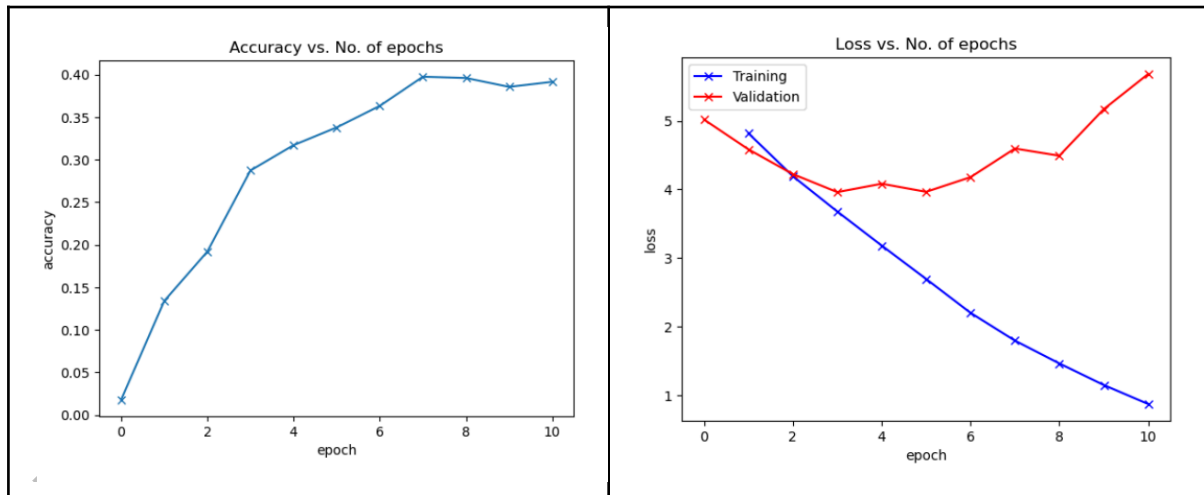 Accuracy vs. No. of epochs
0.40
0.35
0.30
0.25
0.20
0.15
0.10
0.05
0.00
accuracy
0 2 4 6 8 10
epoch
Loss vs. No. of epochs
Training
Validation
5
4
3
2
1
loss
0 2 4 6 8 10
epoch